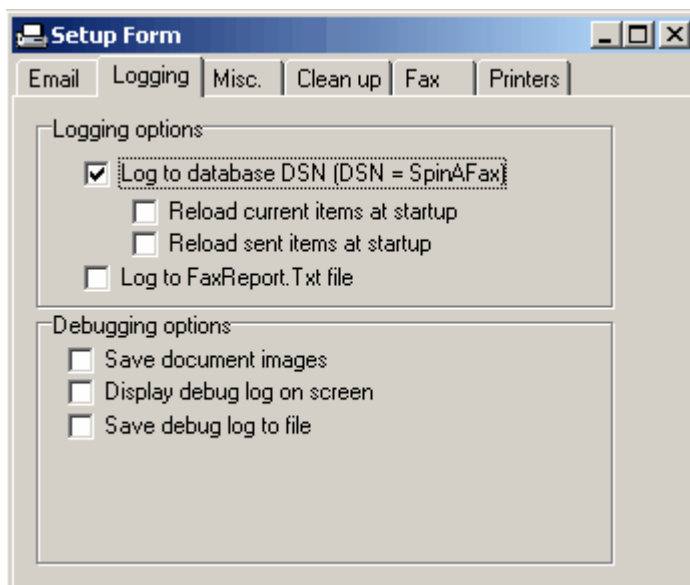 Setup Form
Email Logging Misc. Clean up Fax Printers
Logging options
Log to database DSN (DSN = SpinAFax)
Reload current items at startup
Reload sent items at startup
Log to FaxReport.Txt file
Debugging options
Save document images
Display debug log on screen
Save debug log to file